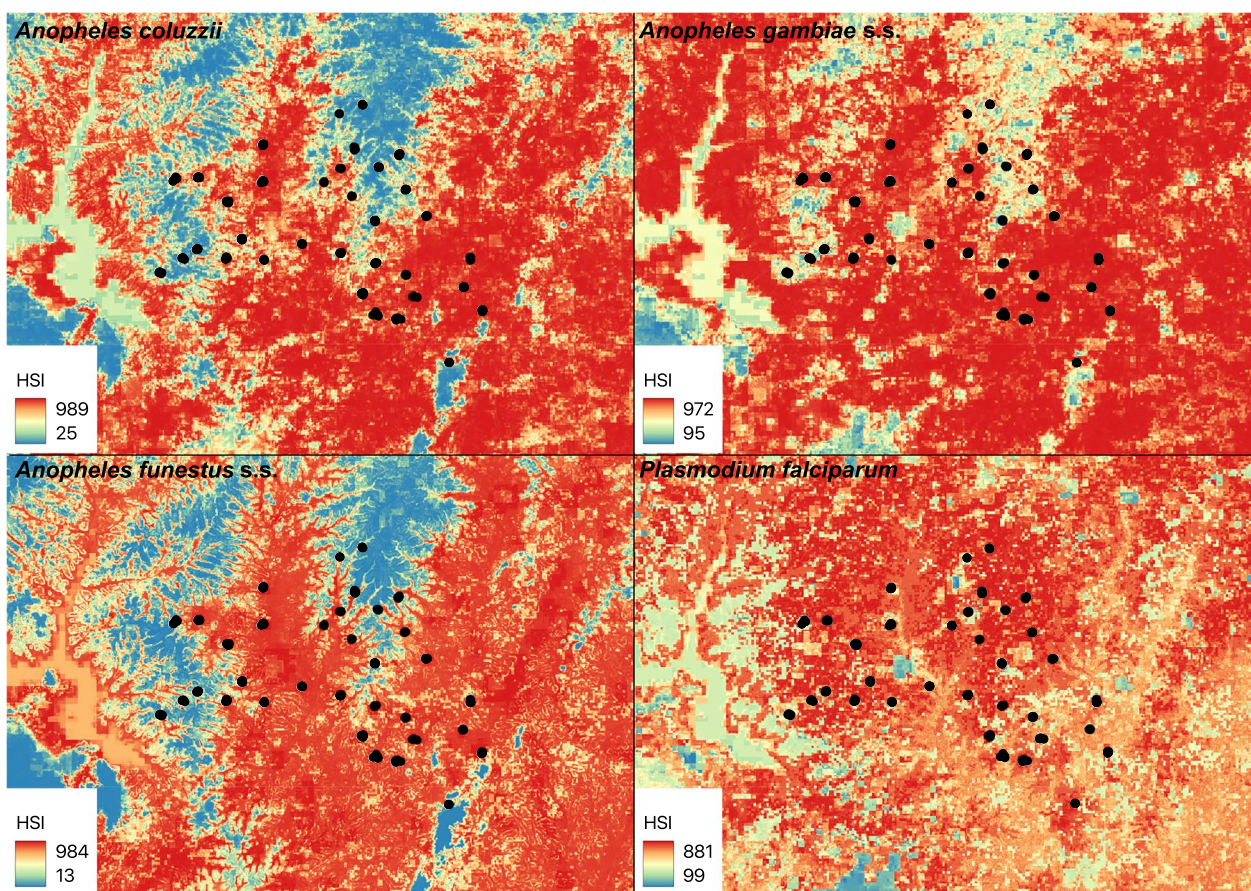 Anopheles coluzzii
Anopheles gambiae s.s.
HSI
989
25
HSI
972
95
Anopheles funestus s.s.
Plasmodium falciparum
HSI
984
13
HSI
881
99